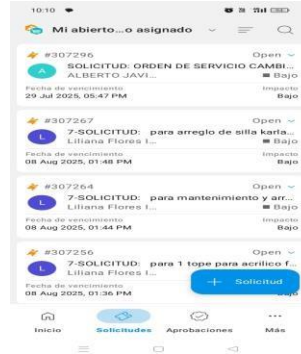 10:10
Mi abierto...o asignado
#307296 Open
SOLICITUD: ORDEN DE SERVICIO CAMBI...
A ALBERTO JAVI... Bajo
Fecha de vencimiento Impacto
29 Jul 2025, 05:47 PM
#307267 Open
7-SOLICITUD: para arreglo de silla karla...
L Liliana Flores I... Bajo
Fecha de vencimiento Impacto
08 Aug 2025, 01:48 PM
#307264 Open
7-SOLICITUD: para mantenimiento y arr...
L Liliana Flores I... Bajo
Fecha de vencimiento Impacto
08 Aug 2025, 01:44 PM
#307256 Open
7-SOLICITUD: para 1 tope para acrilico f...
L Liliana Flores I...
Fecha de vencimiento
08 Aug 2025, 01:36 PM Bajo
+ Solicitud
Inicio Solicitudes Aprobaciones Más